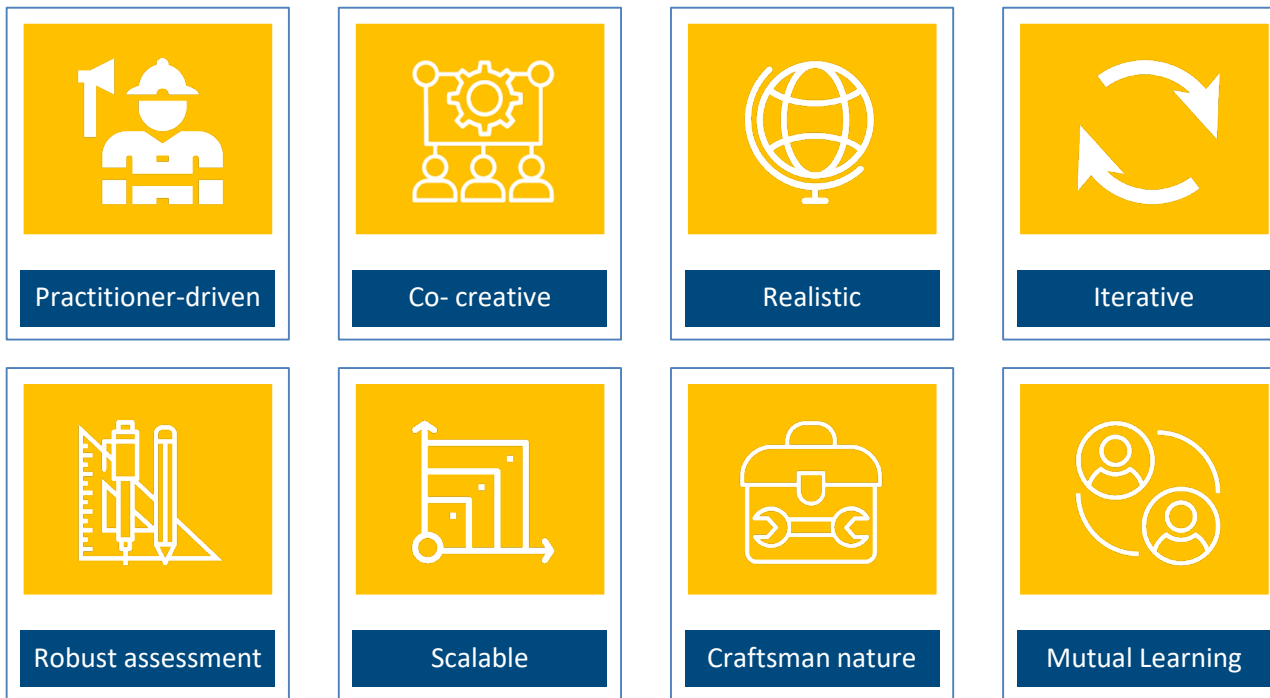 Practitioner-driven
Co- creative
Realistic
Iterative
Robust assessment
Scalable
Craftsman nature
Mutual Learning